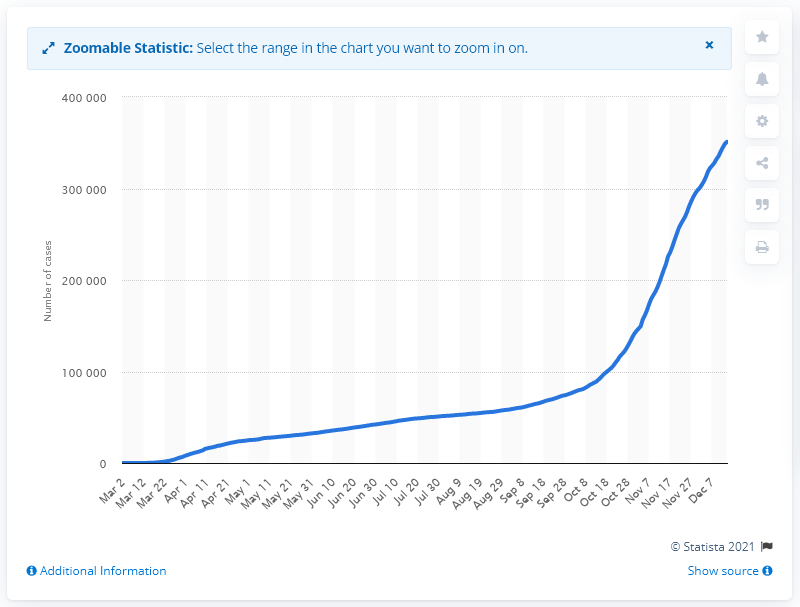 Zoomable Statistic: Select the range in the chart you want to zoom in on.
400 000
300 000
200 000
100 000
0
Number of cases
Mar 2
Mar 12
Mar 22
Apr 1
Apr 11
Apr 21
May 1
May 11
May 21
May 31
Jun 10
Jun 20
Jun 30
Jul 10
Jul 20
Jul 30
Aug 9
Aug 19
Aug 29
Sep 8
Sep 18
Sep 28
Oct 8
Oct 18
Oct 28
Nov 7
Nov 17
Nov 27
Dec 7
© Statista 2021
Additional Information
Show source